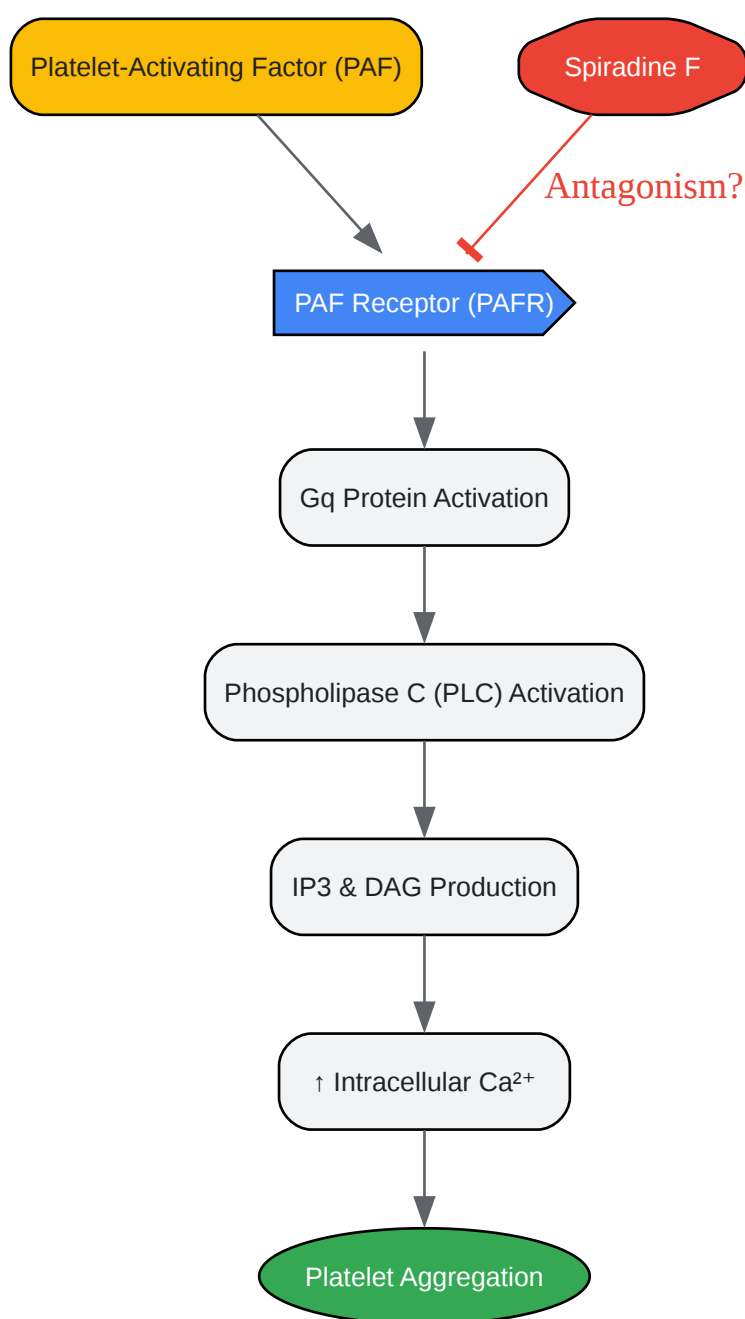 Platelet-Activating Factor (PAF)
Spiradine F
Antagonism?
PAF Receptor (PAFR)
Gq Protein Activation
Phospholipase C (PLC) Activation
IP3 & DAG Production
↑ Intracellular Ca²⁺
Platelet Aggregation